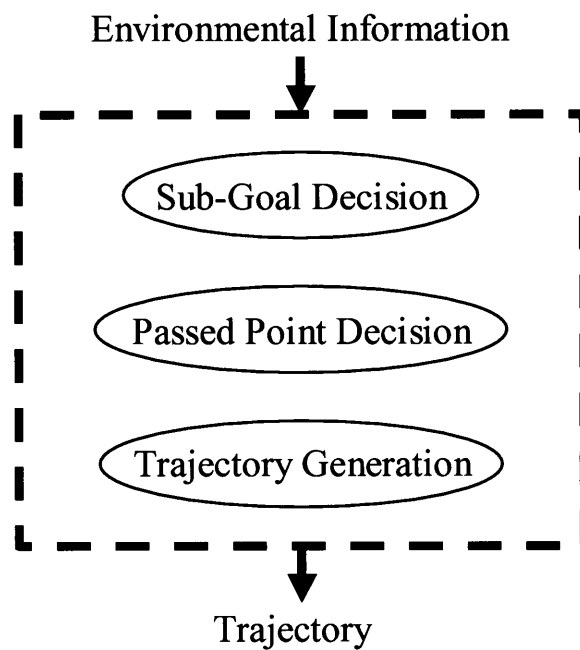 Environmental Information
Sub-Goal Decision
Passed Point Decision
Trajectory Generation
Trajectory